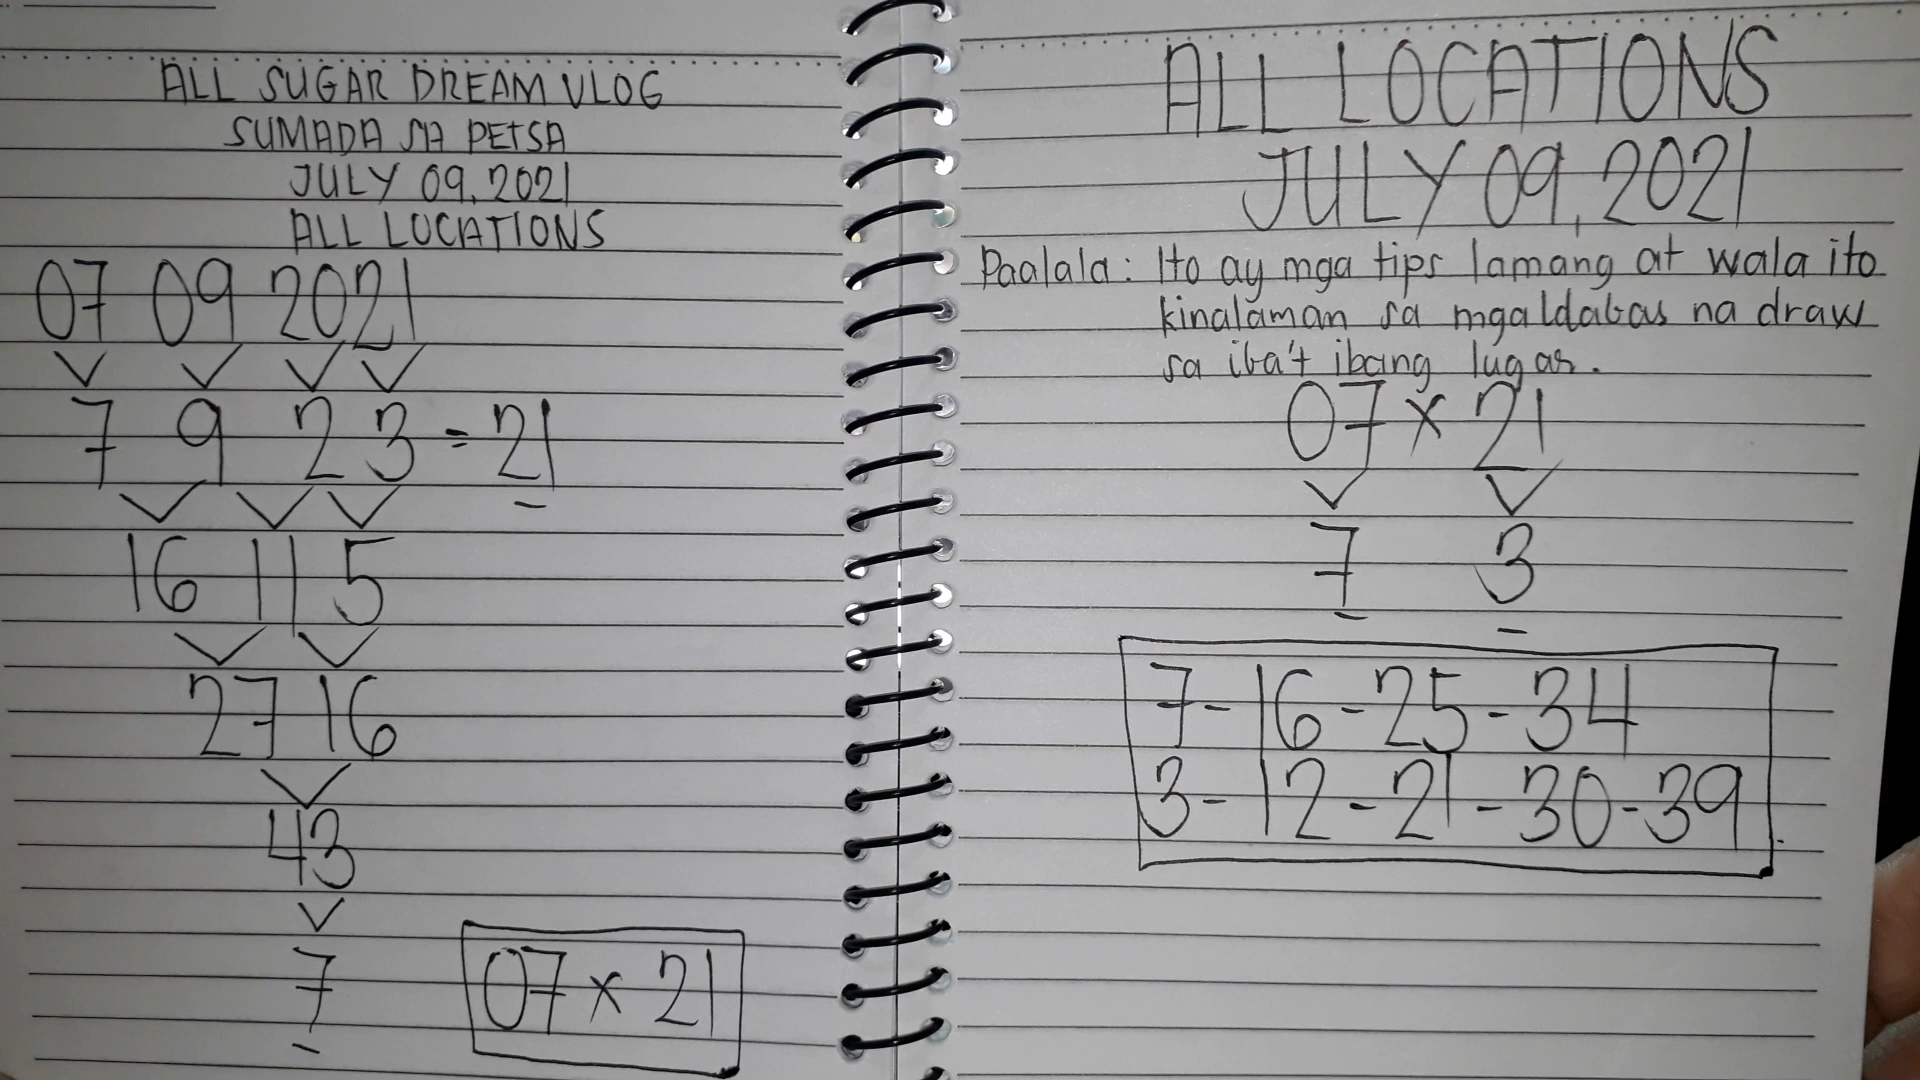 ALL SUGAR DREAM VLOG
SUMADA SA PETSA
JULY 09, 2021
ALL LOCATIONS
07 09 2021
7 9 2 3 = 21
16 11 5
27 16
43
7
07 x 21
ALL LOCATIONS
JULY 09, 2021
Paalala: Ito ay mga tips lamang at wala ito
kinalaman sa mga ldabas na draw
sa iba't ibang lugar.
07 x 21
7 3
7-16-25-34
3-12-21-30-39